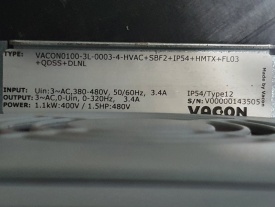 TYPE: VACON0100-3L-0003-4-HVAC+SBF2+IP54+HMTX+FL03
+QDSS+DLNL
INPUT: Uin:3~AC,380-480V, 50/60Hz, 3.4A
OUTPUT: 3~AC,0-Uin, 0-320Hz, 3.4A
POWER: 1.1kW:400V / 1.5HP:480V
IP54/Type12
S/N: V00000143505
VACON
Made by Vacon